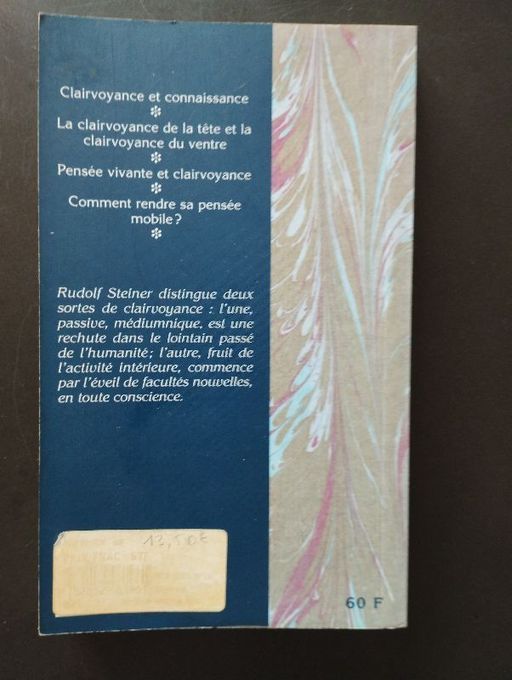 Clairvoyance et connaissance
La clairvoyance de la tête et la
clairvoyance du ventre
Pensée vivante et clairvoyance
Comment rendre sa pensée
mobile ?
Rudolf Steiner distingue deux
sortes de clairvoyance : l'une,
passive, médiumnique, est une
rechute dans le lointain passé
de l'humanité; l'autre, fruit de
l'activité intérieure, commence
par l'éveil de facultés nouvelles,
en toute conscience.
60 F